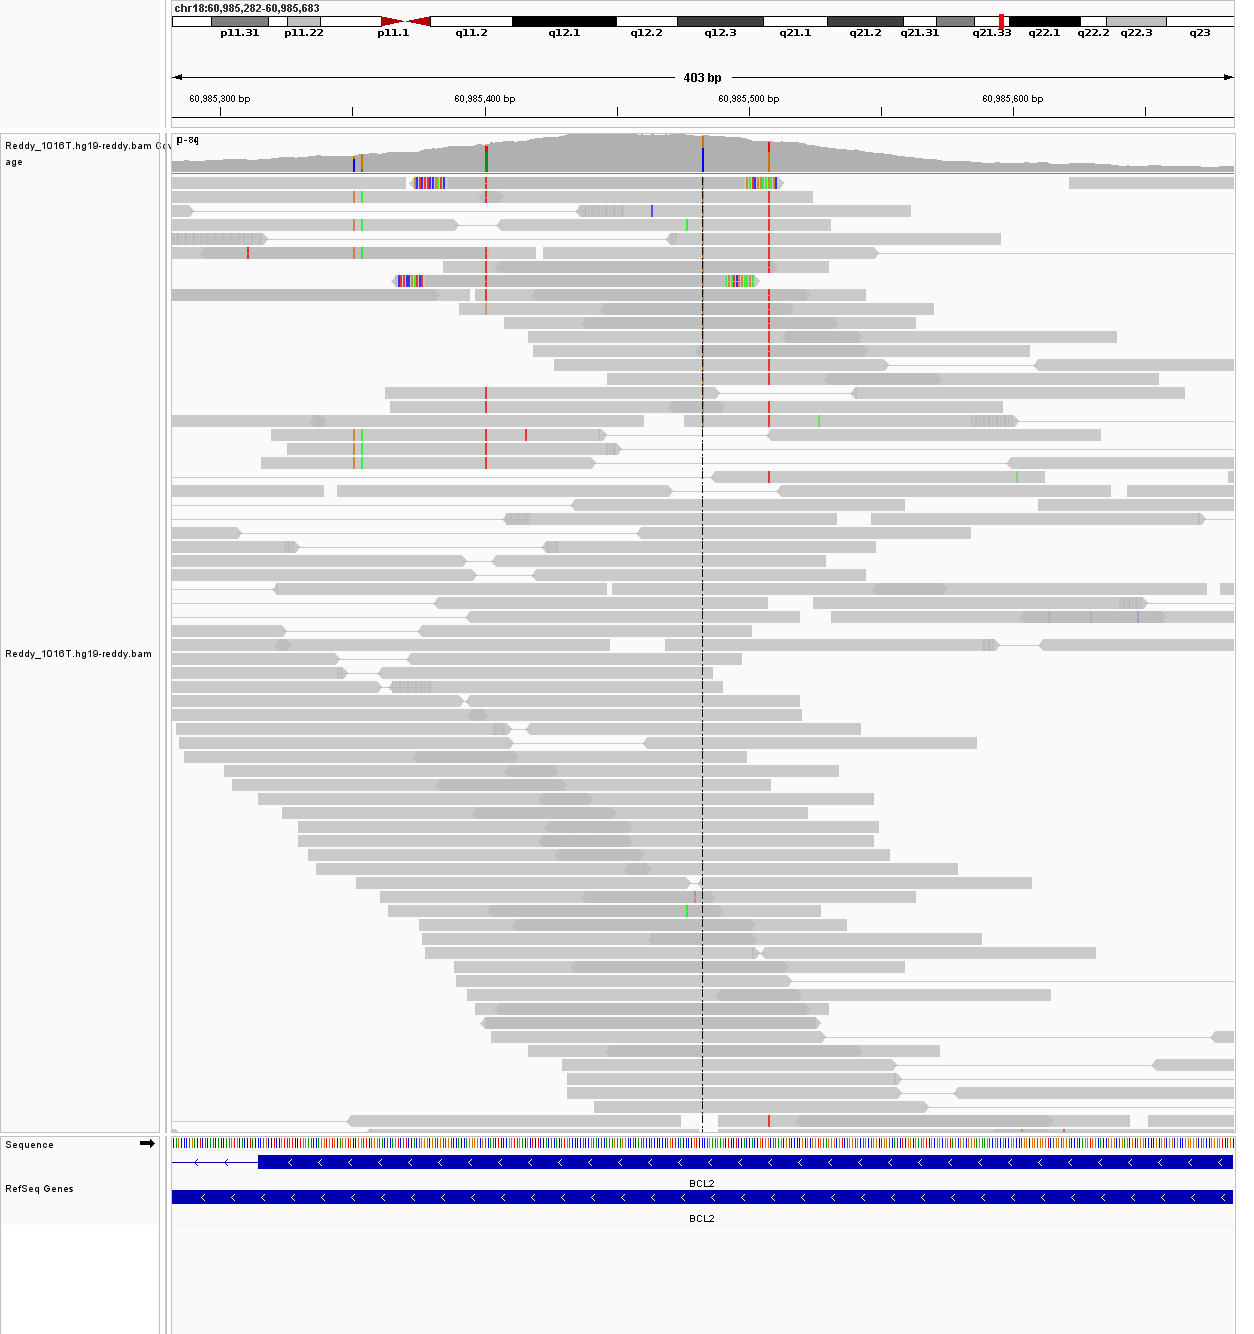 chr18:60,985,282-60,985,683
p11.31 p11.22 p11.1 q11.2 q12.1 q12.2 q12.3 q21.1 q21.2 q21.31 q21.33 q22.1 q22.2 q22.3 q23
403 bp
60,985,300 bp 60,985,400 bp 60,985,500 bp 60,985,600 bp
Reddy_1016T.hg19-reddy.bam Cov
age
Reddy_1016T.hg19-reddy.bam
Sequence
BCL2
RefSeq Genes
BCL2